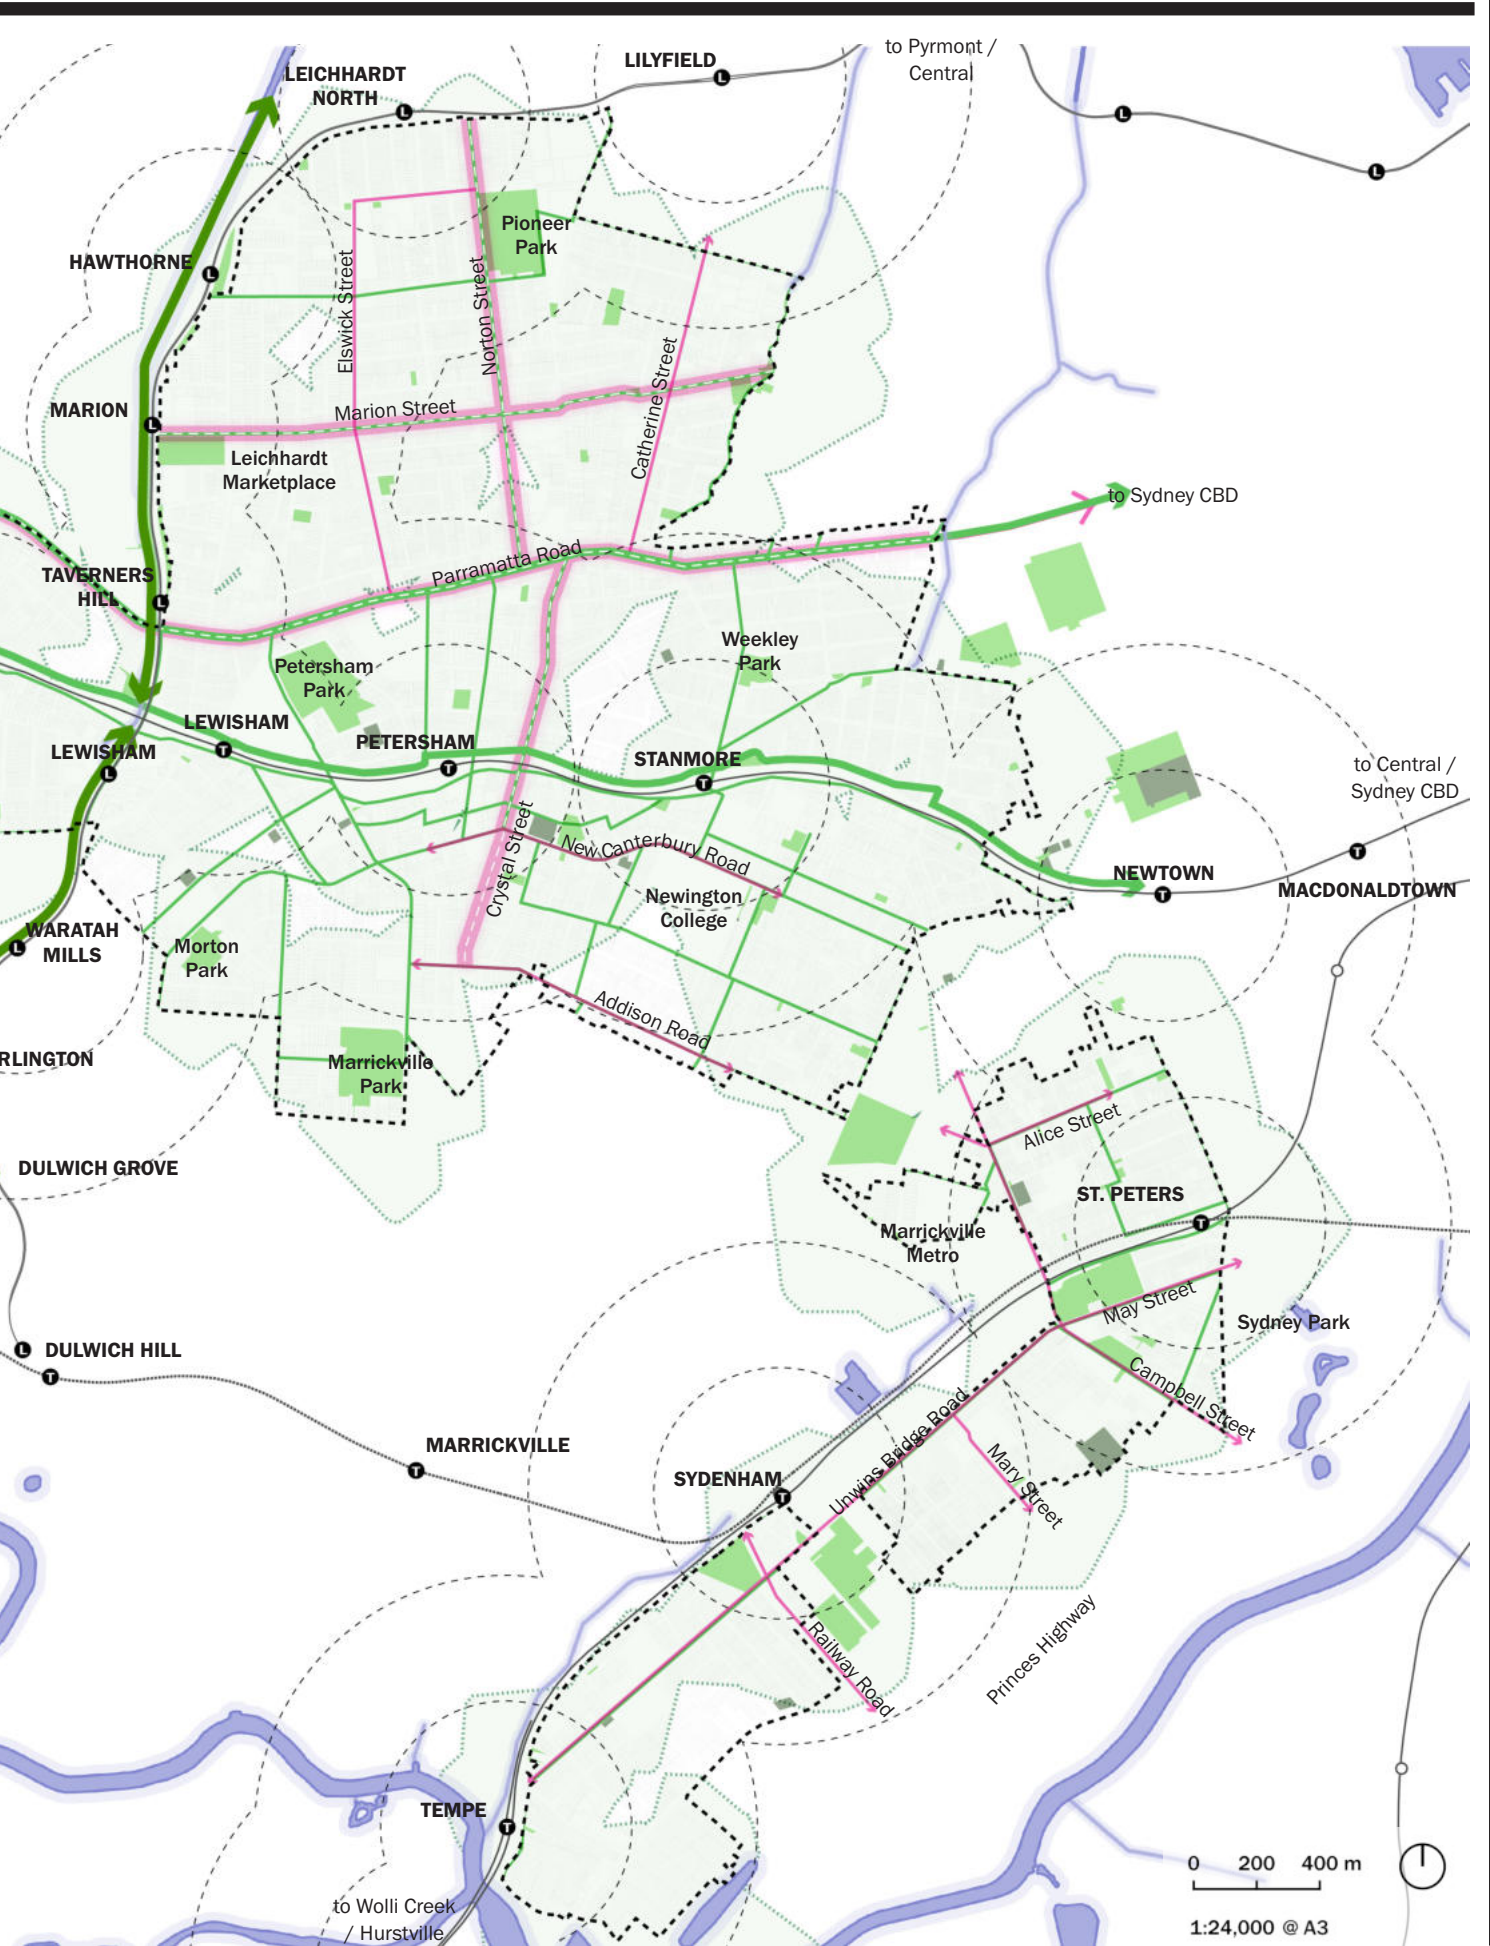 to Pyrmont /
Central
LILYFIELD
L
LEICHHARDT
NORTH
L
L
L
Pioneer
Park
HAWTHORNE
L
Elswick Street
Norton Street
Catherine Street
MARION
L
Marion Street
Leichhardt
Marketplace
to Sydney CBD
Parramatta Road
TAVERNERS
HILL
L
Weekley
Park
Petersham
Park
LEWISHAM
T
PETERSHAM
T
STANMORE
T
LEWISHAM
L
to Central /
Sydney CBD
T
Crystal Street
New Canterbury Road
NEWTOWN
T
MACDONALDTOWN
Newington
College
WARATAH
MILLS
L
Morton
Park
Addison Road
RLINGTON
Marrickville
Park
Alice Street
DULWICH GROVE
ST. PETERS
T
Marrickville
Metro
May Street
Sydney Park
L
DULWICH HILL
T
Campbell Street
Unwins Bridge Road
MARRICKVILLE
T
Mary Street
SYDENHAM
T
Railway Road
Princes Highway
TEMPE
T
0 200 400 m
to Wolli Creek
/ Hurstville
1:24,000 @ A3